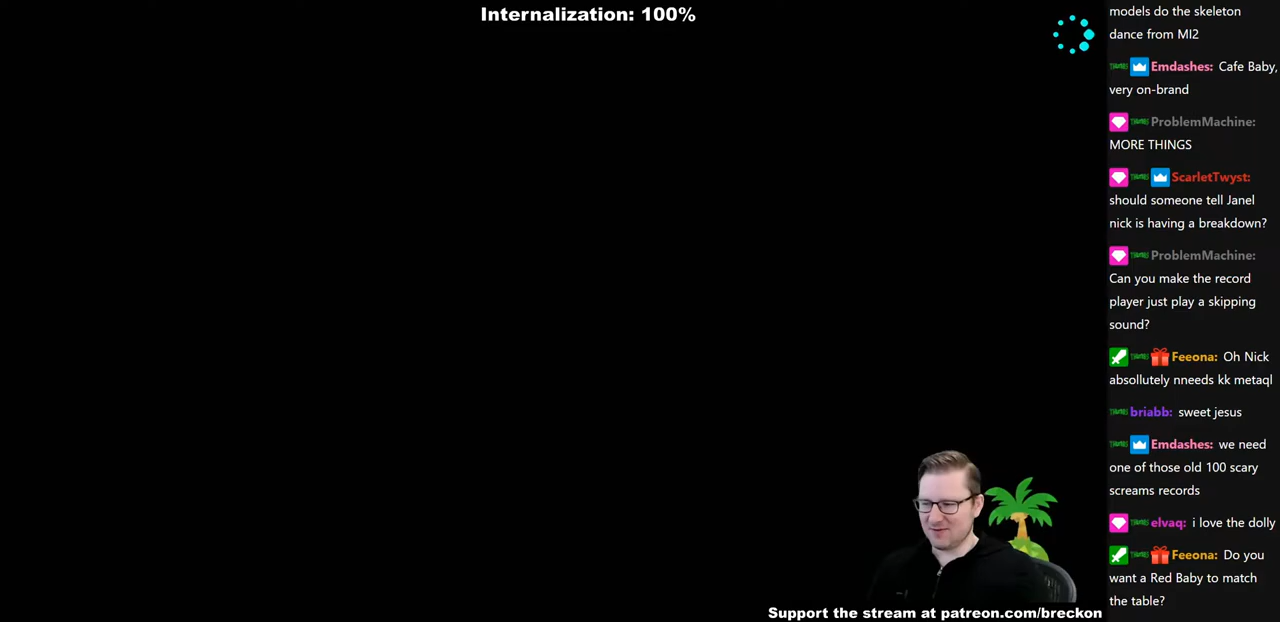 Internalization: 100%
models do the skeleton
dance from MI2
Emdashes: Cafe Baby,
very on-brand
ProblemMachine:
MORE THINGS
ScarletTwyst:
should someone tell Janel
nick is having a breakdown?
ProblemMachine:
Can you make the record
player just play a skipping
sound?
Feeona: Oh Nick
absollutely nneeds kk metaql
briabb: sweet jesus
Emdashes: we need
one of those old 100 scary
screams records
elvaq: i love the dolly
Feeona: Do you
want a Red Baby to match
the table?
Support the stream at patreon.com/breckon